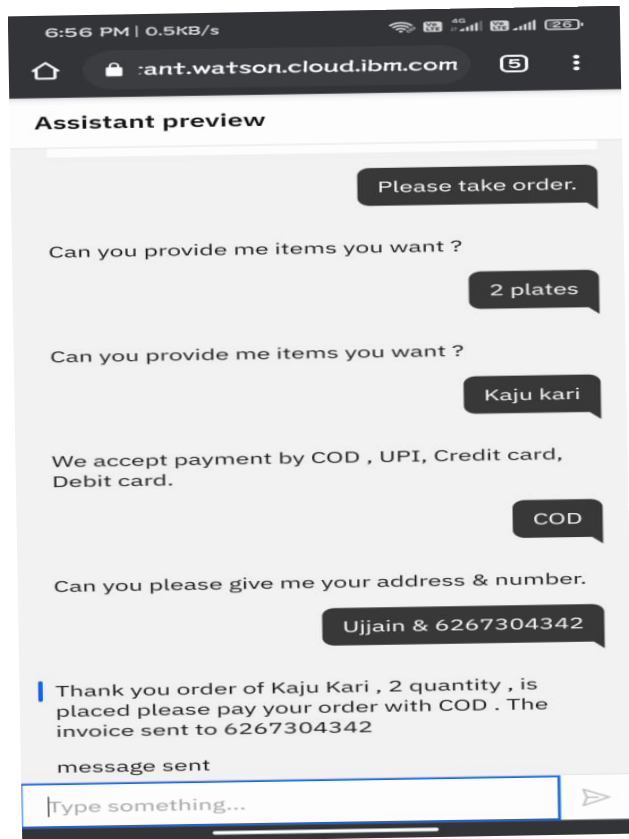 6:56 PM | 0.5KB/s 4G 26
:ant.watson.cloud.ibm.com 5
Assistant preview
Please take order.
Can you provide me items you want ?
2 plates
Can you provide me items you want ?
Kaju kari
We accept payment by COD , UPI, Credit card,
Debit card.
COD
Can you please give me your address & number.
Ujjain & 6267304342
Thank you order of Kaju Kari , 2 quantity , is
placed please pay your order with COD . The
invoice sent to 6267304342
message sent
Type something...